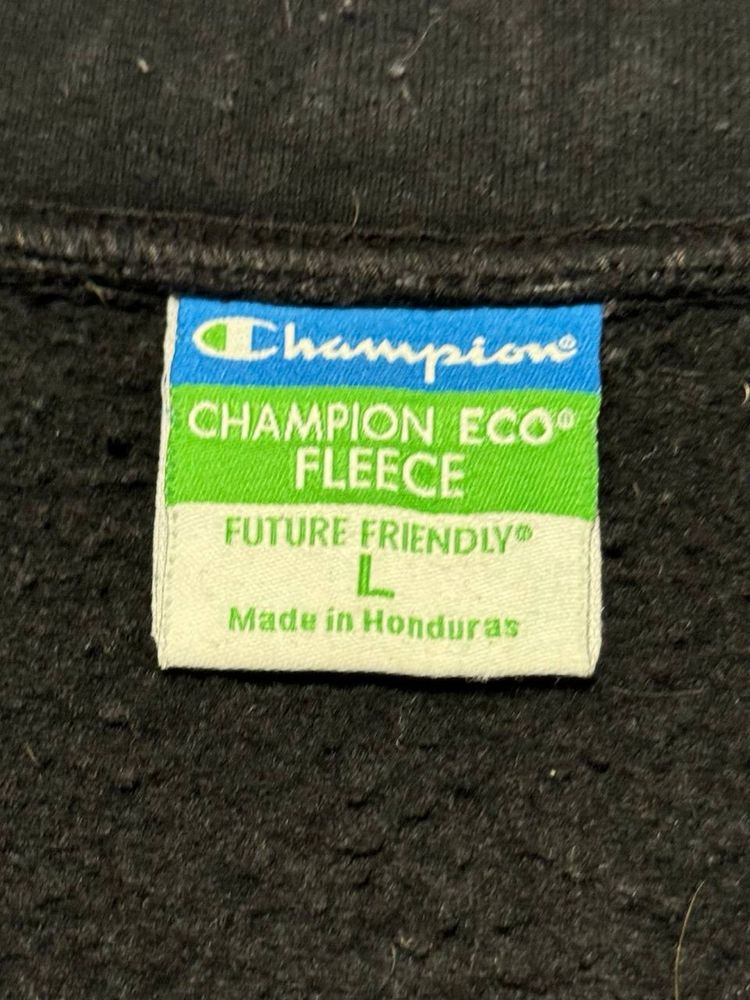 Champion®
CHAMPION ECO®
FLEECE
FUTURE FRIENDLY®
L
Made in Honduras